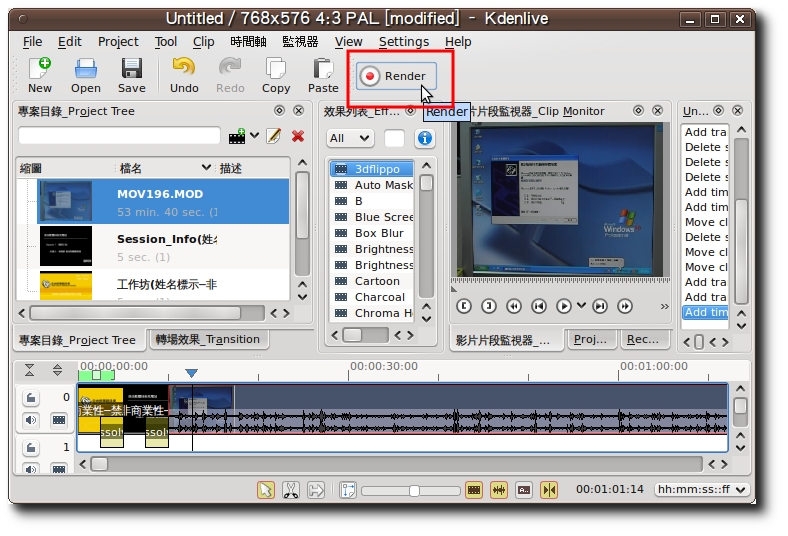 Untitled / 768x576 4:3 PAL [modified] - Kdenlive
File Edit Project Tool Clip 時間軸 監視器 View Settings Help
New Open Save Undo Redo Copy Paste Render
Render
專案目錄_Project Tree
效果列表_Eff...
片片段監視器_Clip Monitor
Un...
All
縮圖 檔名 描述
MOV196.MOD
53 min. 40 sec. (1
Session_Info(姓名
5 sec. (1)
工作坊(姓名標示─非
3dflippo
Auto Mask
B
Blue Scree
Box Blur
Brightness
Brightness
Cartoon
Charcoal
Chroma H
Windows
Add tra
Delete s
Delete s
Delete s
Add tim
Add tim
Move cl
Delete s
Move cl
Move cl
Add tra
Add tra
Add tim
專案目錄_Project Tree
轉場效果_Transition
影片片段監視器_...
Proj...
Rec...
00:00:00:00 00:00:30:00 00:01:00:00
0
商業性─禁
非商業性─
ssolv
ssolv
1
00:01:01:14
hh:mm:ss::ff